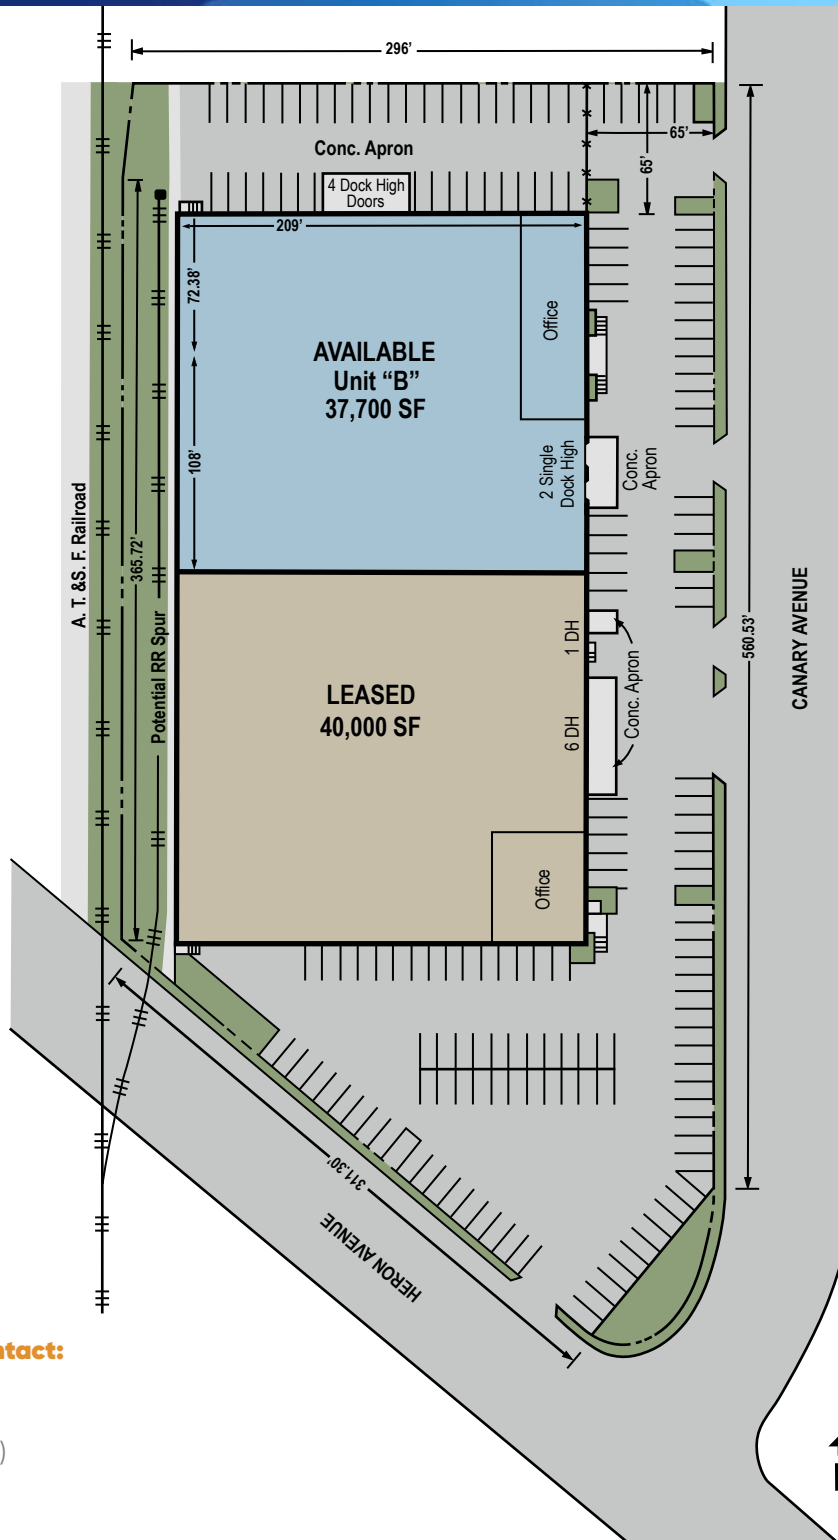 296'
65'
65'
Conc. Apron
4 Dock High
Doors
209'
72.38'
Office
AVAILABLE
Unit “B”
37,700 SF
108'
2 Single
Dock High
Conc.
Apron
A. T. &S. F. Railroad
365.72'
Potential RR Spur
560.53'
CANARY AVENUE
1 DH
Conc. Apron
6 DH
LEASED
40,000 SF
Office
311.30'
HERON AVENUE
ntact:
)